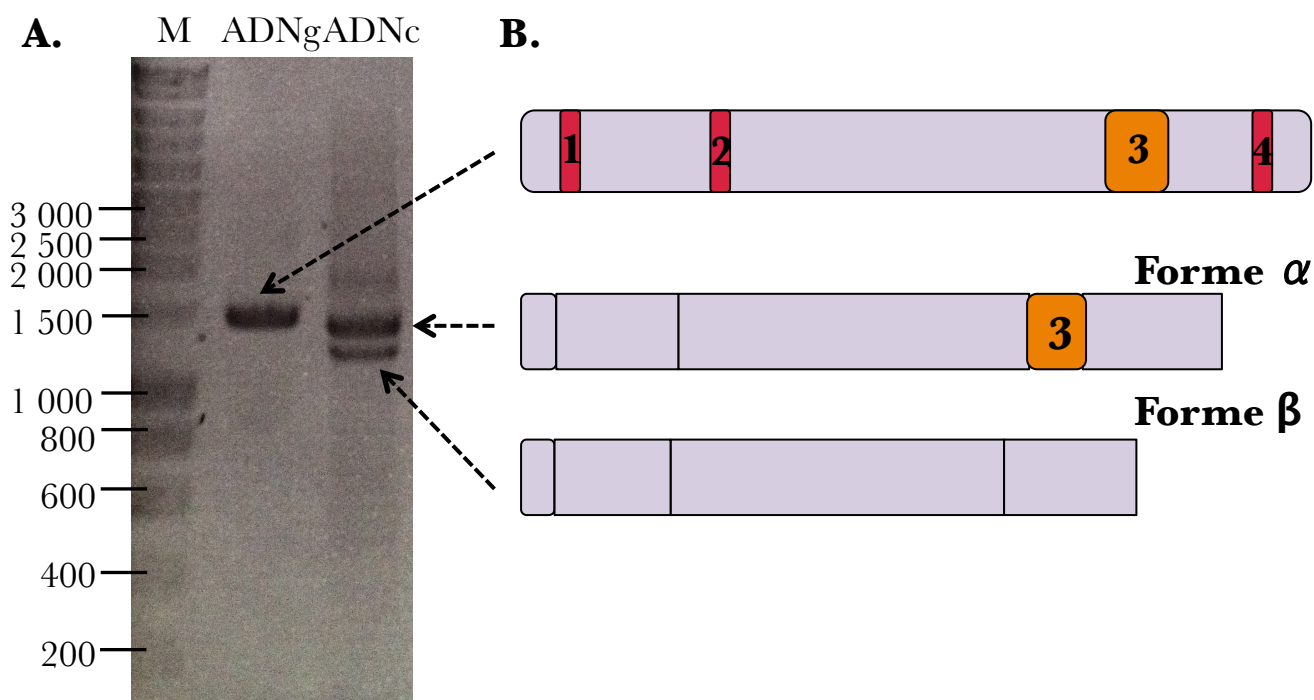 A.
M ADNg ADNc
3 000
2 500
2 000
1 500
1 000
800
600
400
200
B.
1 2 3 4
Forme α
3
Forme β